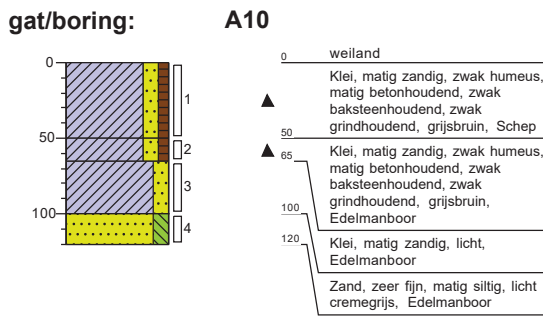 gat/boring: A10
0
50
100
1
2
3
4
0 weiland
Klei, matig zandig, zwak humeus,
matig betonhoudend, zwak
baksteenhoudend, zwak
grindhoudend, grijsbruin, Schep
50
65
Klei, matig zandig, zwak humeus,
matig betonhoudend, zwak
baksteenhoudend, zwak
grindhoudend, grijsbruin,
Edelmanboor
100
Klei, matig zandig, licht,
Edelmanboor
120
Zand, zeer fijn, matig siltig, licht
cremegrijs, Edelmanboor